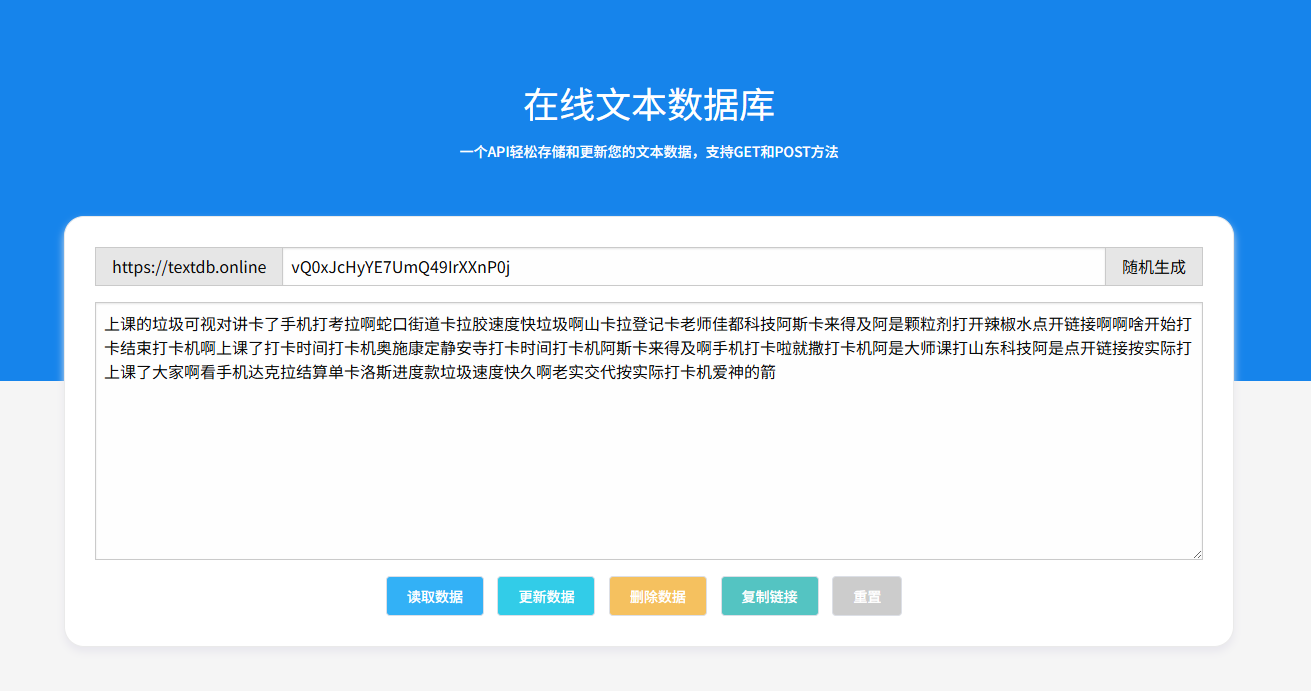 在线文本数据库
一个API轻松存储和更新您的文本数据，支持GET和POST方法
https://textdb.online vQ0xJcHyYE7UmQ49IrXXnP0j 随机生成
上课的垃圾可视对讲卡了手机打考拉啊蛇口街道卡拉胶速度快垃圾啊山卡拉登记卡老师佳都科技阿斯卡来得及阿是颗粒剂打开辣椒水点开链接啊啊啥开始打
卡结束打卡机啊上课了打卡时间打卡机奥施康定静安寺打卡时间打卡机阿斯卡来得及啊手机打卡啦就撒打卡机阿是大师课打山东科技阿是点开链接按实际打
上课了大家啊看手机达克拉结算单卡洛斯进度款垃圾速度快久啊老实交代按实际打卡机爱神的箭
读取数据 更新数据 删除数据 复制链接 重置